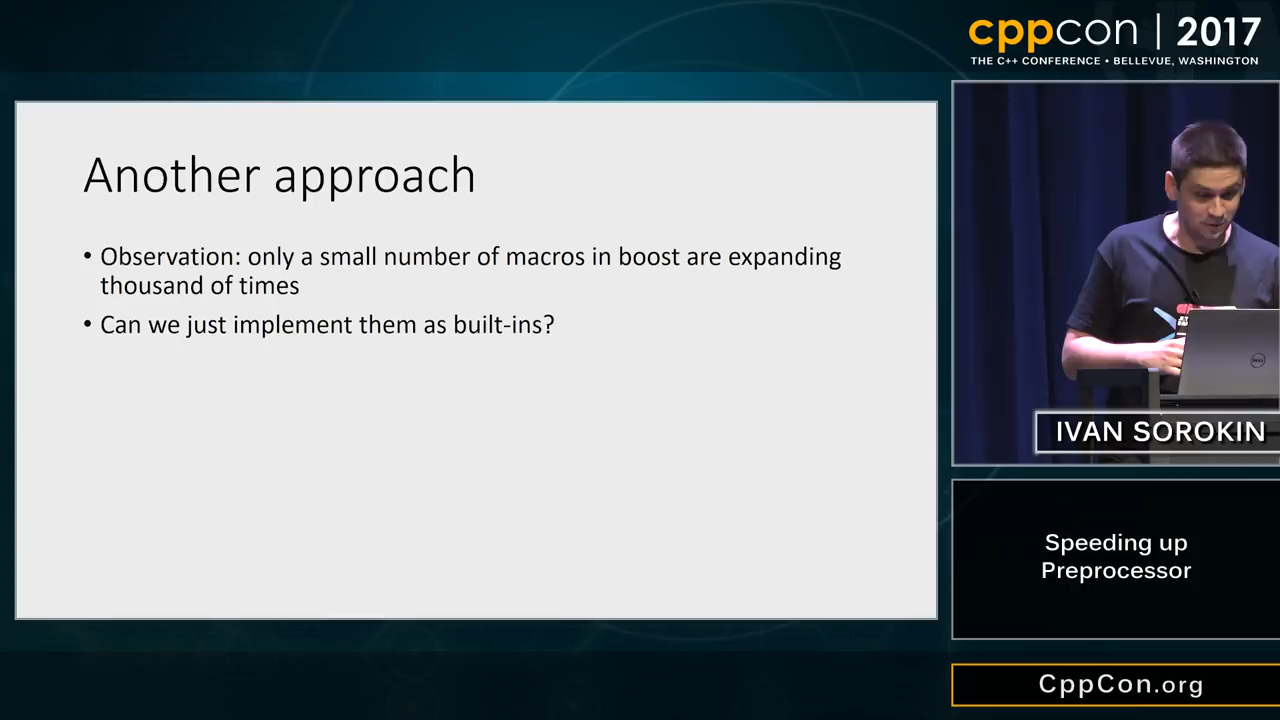 cppcon | 2017
THE C++ CONFERENCE • BELLEVUE, WASHINGTON
Another approach
• Observation: only a small number of macros in boost are expanding
thousand of times
• Can we just implement them as built-ins?
DELL
IVAN SOROKIN
Speeding up
Preprocessor
CppCon.org